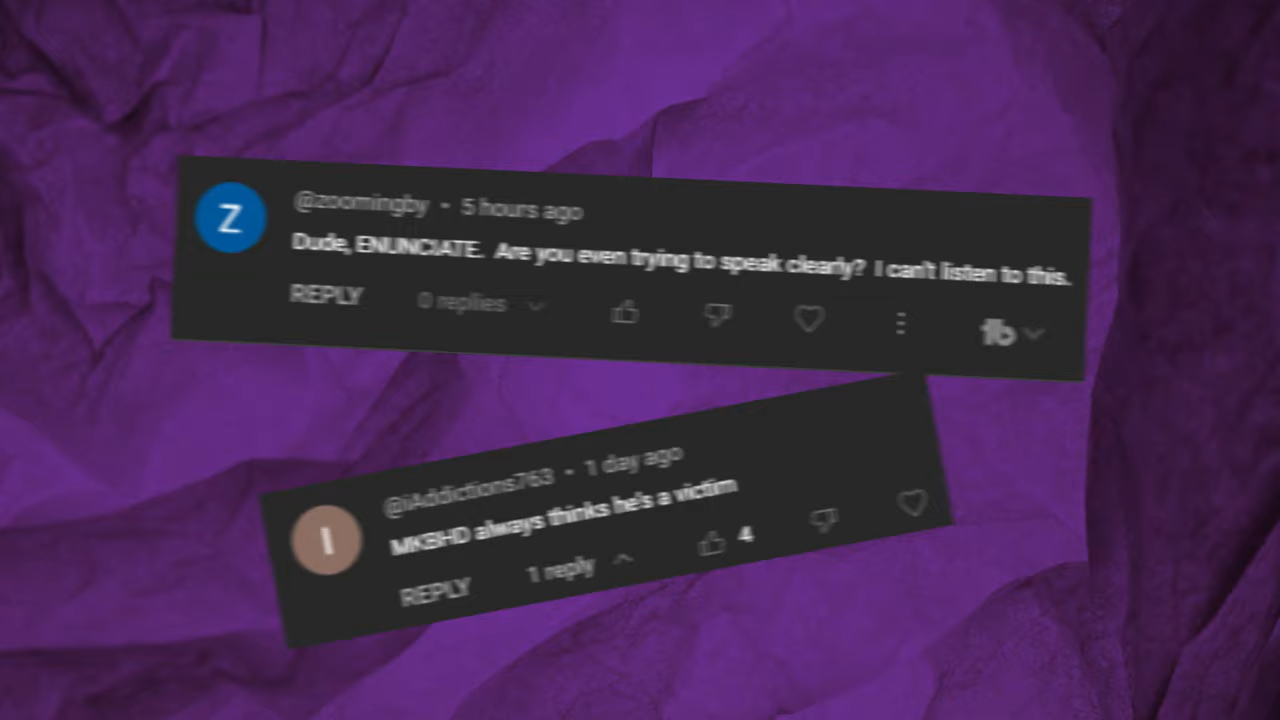 Z
@zoomingby • 5 hours ago
Dude, ENUNCIATE. Are you even trying to speak clearly? I can't listen to this.
REPLY 0 replies
tb
I
@iAddictions763 • 1 day ago
MKBHD always thinks he's a victim
REPLY 1 reply 4